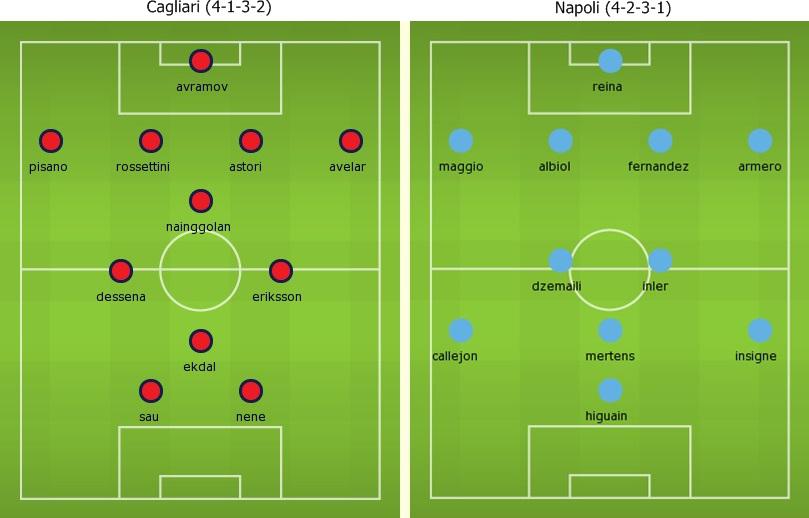 Cagliari (4-1-3-2)
avramov
pisano rossettini astori avelar
nainggolan
dessena eriksson
ekdal
sau nene
Napoli (4-2-3-1)
reina
maggio albiol fernandez armero
dzemaili inler
callejon mertens insigne
higuain